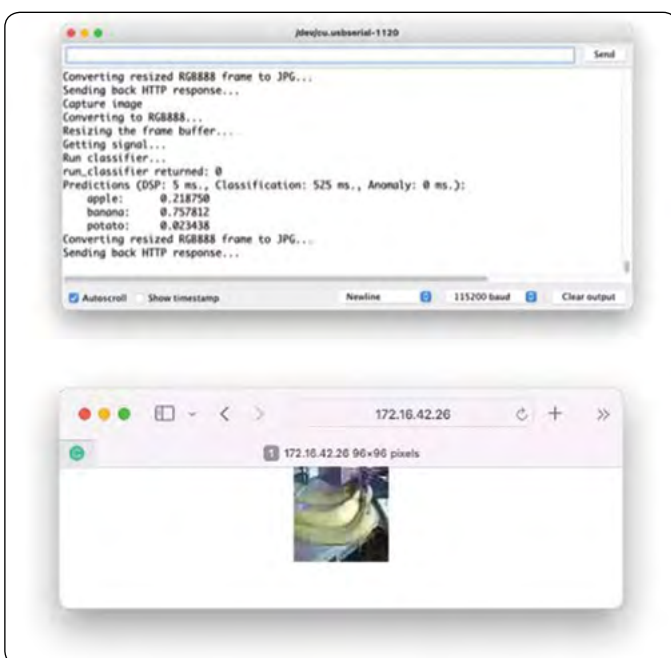 /dev/cu.usbserial-1120
Send
Converting resized RGB888 frame to JPG...
Sending back HTTP response...
Capture image
Converting to RGB888...
Resizing the frame buffer...
Getting signal...
Run classifier...
run_classifier returned: 0
Predictions (DSP: 5 ms., Classification: 525 ms., Anomaly: 0 ms.):
apple: 0.218750
banana: 0.757812
potato: 0.023438
Converting resized RGB888 frame to JPG...
Sending back HTTP response...
Autoscroll Show timestamp Newline 115200 baud Clear output
172.16.42.26
1 172.16.42.26 96×96 pixels